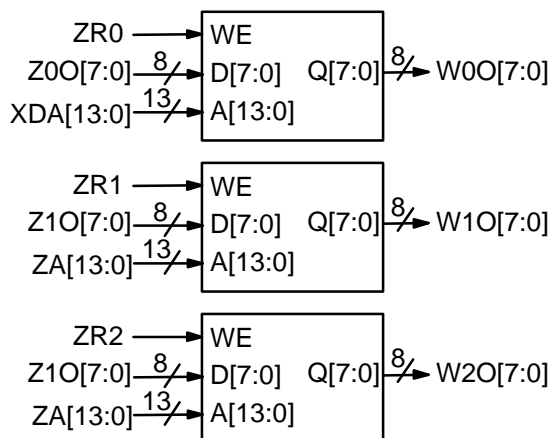 ZR0 WE
Z0O[7:0] 8 D[7:0] Q[7:0] 8 W0O[7:0]
XDA[13:0] 13 A[13:0]
ZR1 WE
Z1O[7:0] 8 D[7:0] Q[7:0] 8 W1O[7:0]
ZA[13:0] 13 A[13:0]
ZR2 WE
Z1O[7:0] 8 D[7:0] Q[7:0] 8 W2O[7:0]
ZA[13:0] 13 A[13:0]